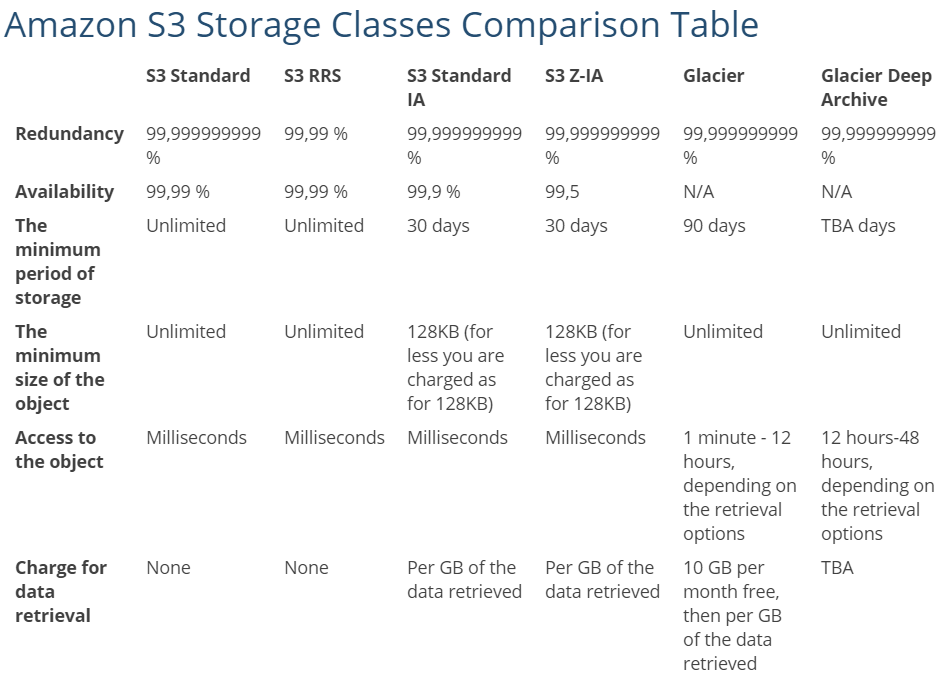 Amazon S3 Storage Classes Comparison Table
S3 Standard S3 RRS S3 Standard IA S3 Z-IA Glacier Glacier Deep Archive
Redundancy 99,999999999 % 99,99 % 99,999999999 % 99,999999999 % 99,999999999 % 99,999999999 %
Availability 99,99 % 99,99 % 99,9 % 99,5 N/A N/A
The minimum period of storage Unlimited Unlimited 30 days 30 days 90 days TBA days
The minimum size of the object Unlimited Unlimited 128KB (for less you are charged as for 128KB) 128KB (for less you are charged as for 128KB) Unlimited Unlimited
Access to the object Milliseconds Milliseconds Milliseconds Milliseconds 1 minute - 12 hours, depending on the retrieval options 12 hours-48 hours, depending on the retrieval options
Charge for data retrieval None None Per GB of the data retrieved Per GB of the data retrieved 10 GB per month free, then per GB of the data retrieved TBA